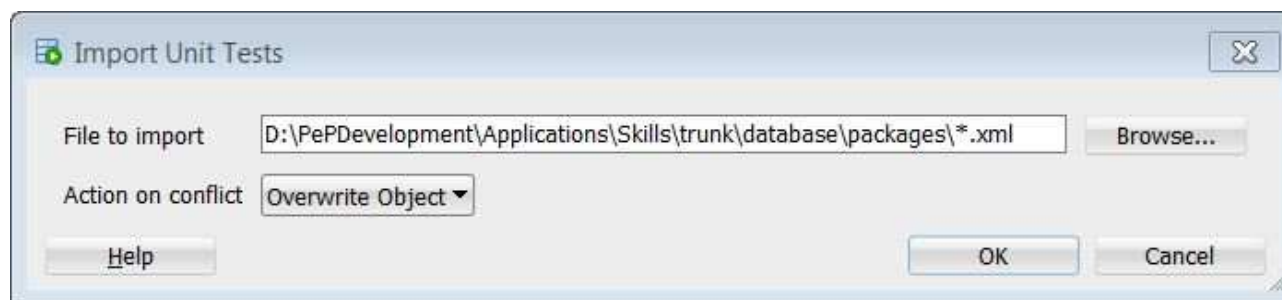 Import Unit Tests
File to import D:\PePDevelopment\Applications\Skills\trunk\database\packages\*.xml Browse...
Action on conflict Overwrite Object
Help OK Cancel